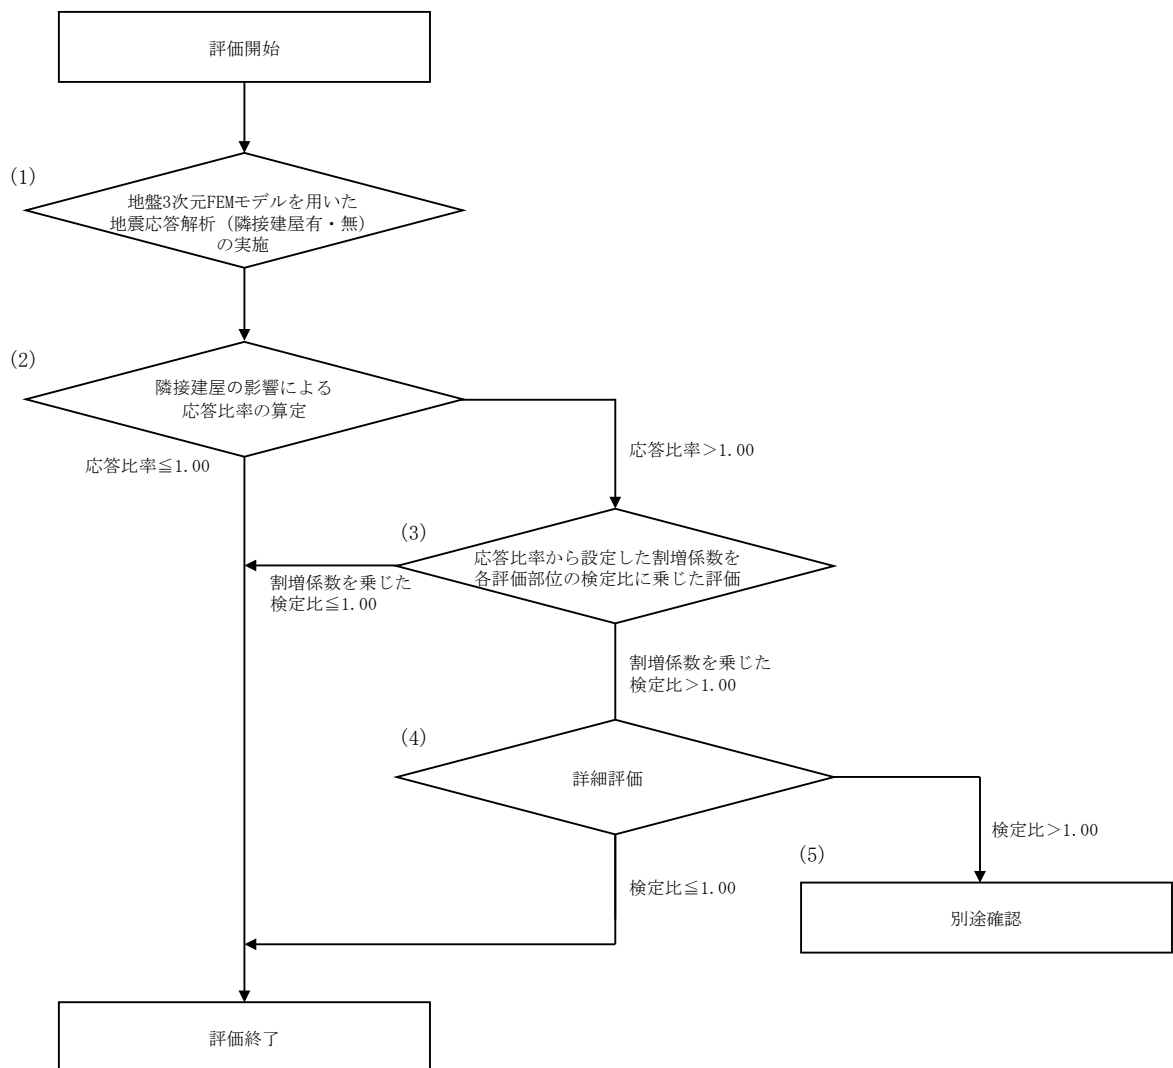 評価開始
(1)
地盤3次元FEMモデルを用いた
地震応答解析（隣接建屋有・無）
の実施
(2)
隣接建屋の影響による
応答比率の算定
応答比率≦1.00
応答比率＞1.00
(3)
応答比率から設定した割増係数を
各評価部位の検定比に乗じた評価
割増係数を乗じた
検定比≦1.00
割増係数を乗じた
検定比＞1.00
(4)
詳細評価
検定比＞1.00
(5)
検定比≦1.00
別途確認
評価終了